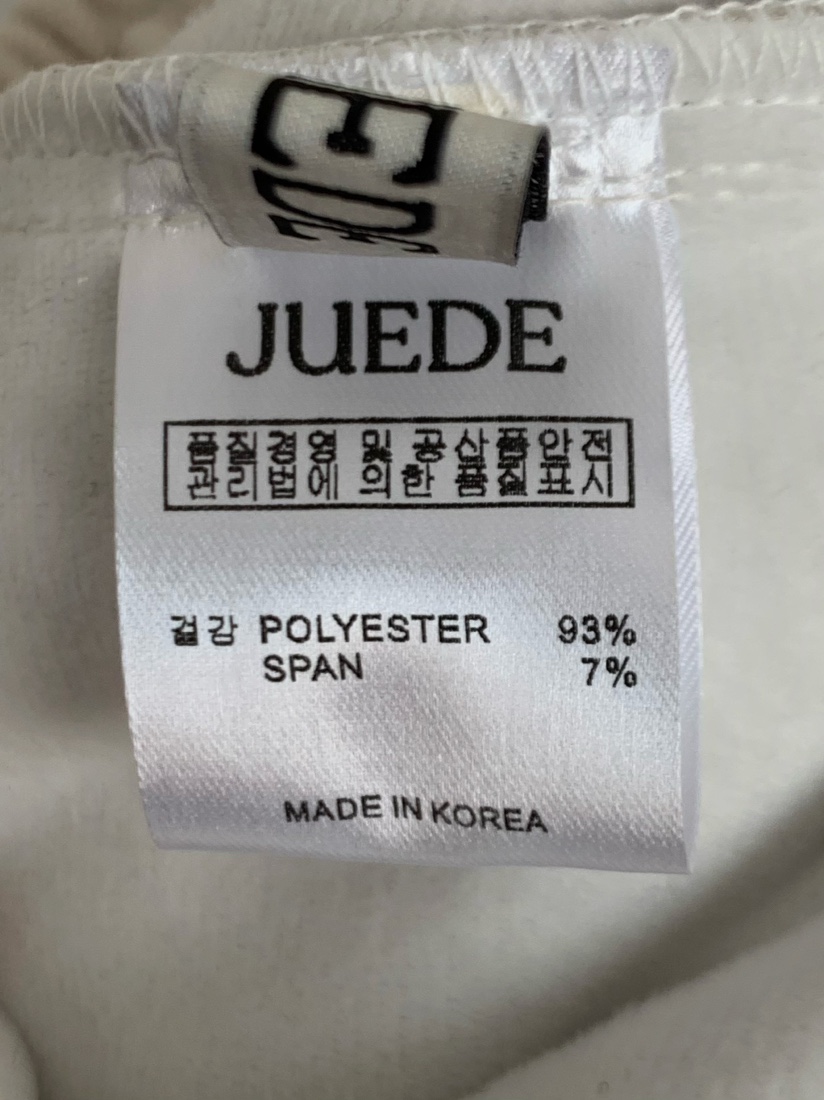 EDE
JUEDE
품질경영 및 공산품안전
관리법에 의한 품질표시
겉감 POLYESTER 93%
SPAN 7%
MADE IN KOREA